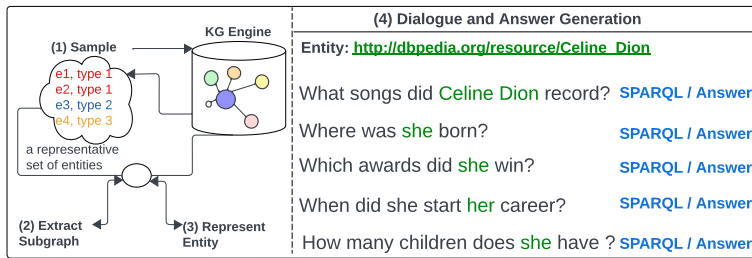 KG Engine
(1) Sample
e1, type 1
e2, type 1
e3, type 2
e4, type 3
a representative
set of entities
(2) Extract
Subgraph
(3) Represent
Entity
(4) Dialogue and Answer Generation
Entity: http://dbpedia.org/resource/Celine_Dion
What songs did Celine Dion record? SPARQL / Answer
Where was she born? SPARQL / Answer
Which awards did she win? SPARQL / Answer
When did she start her career? SPARQL / Answer
How many children does she have ? SPARQL / Answer